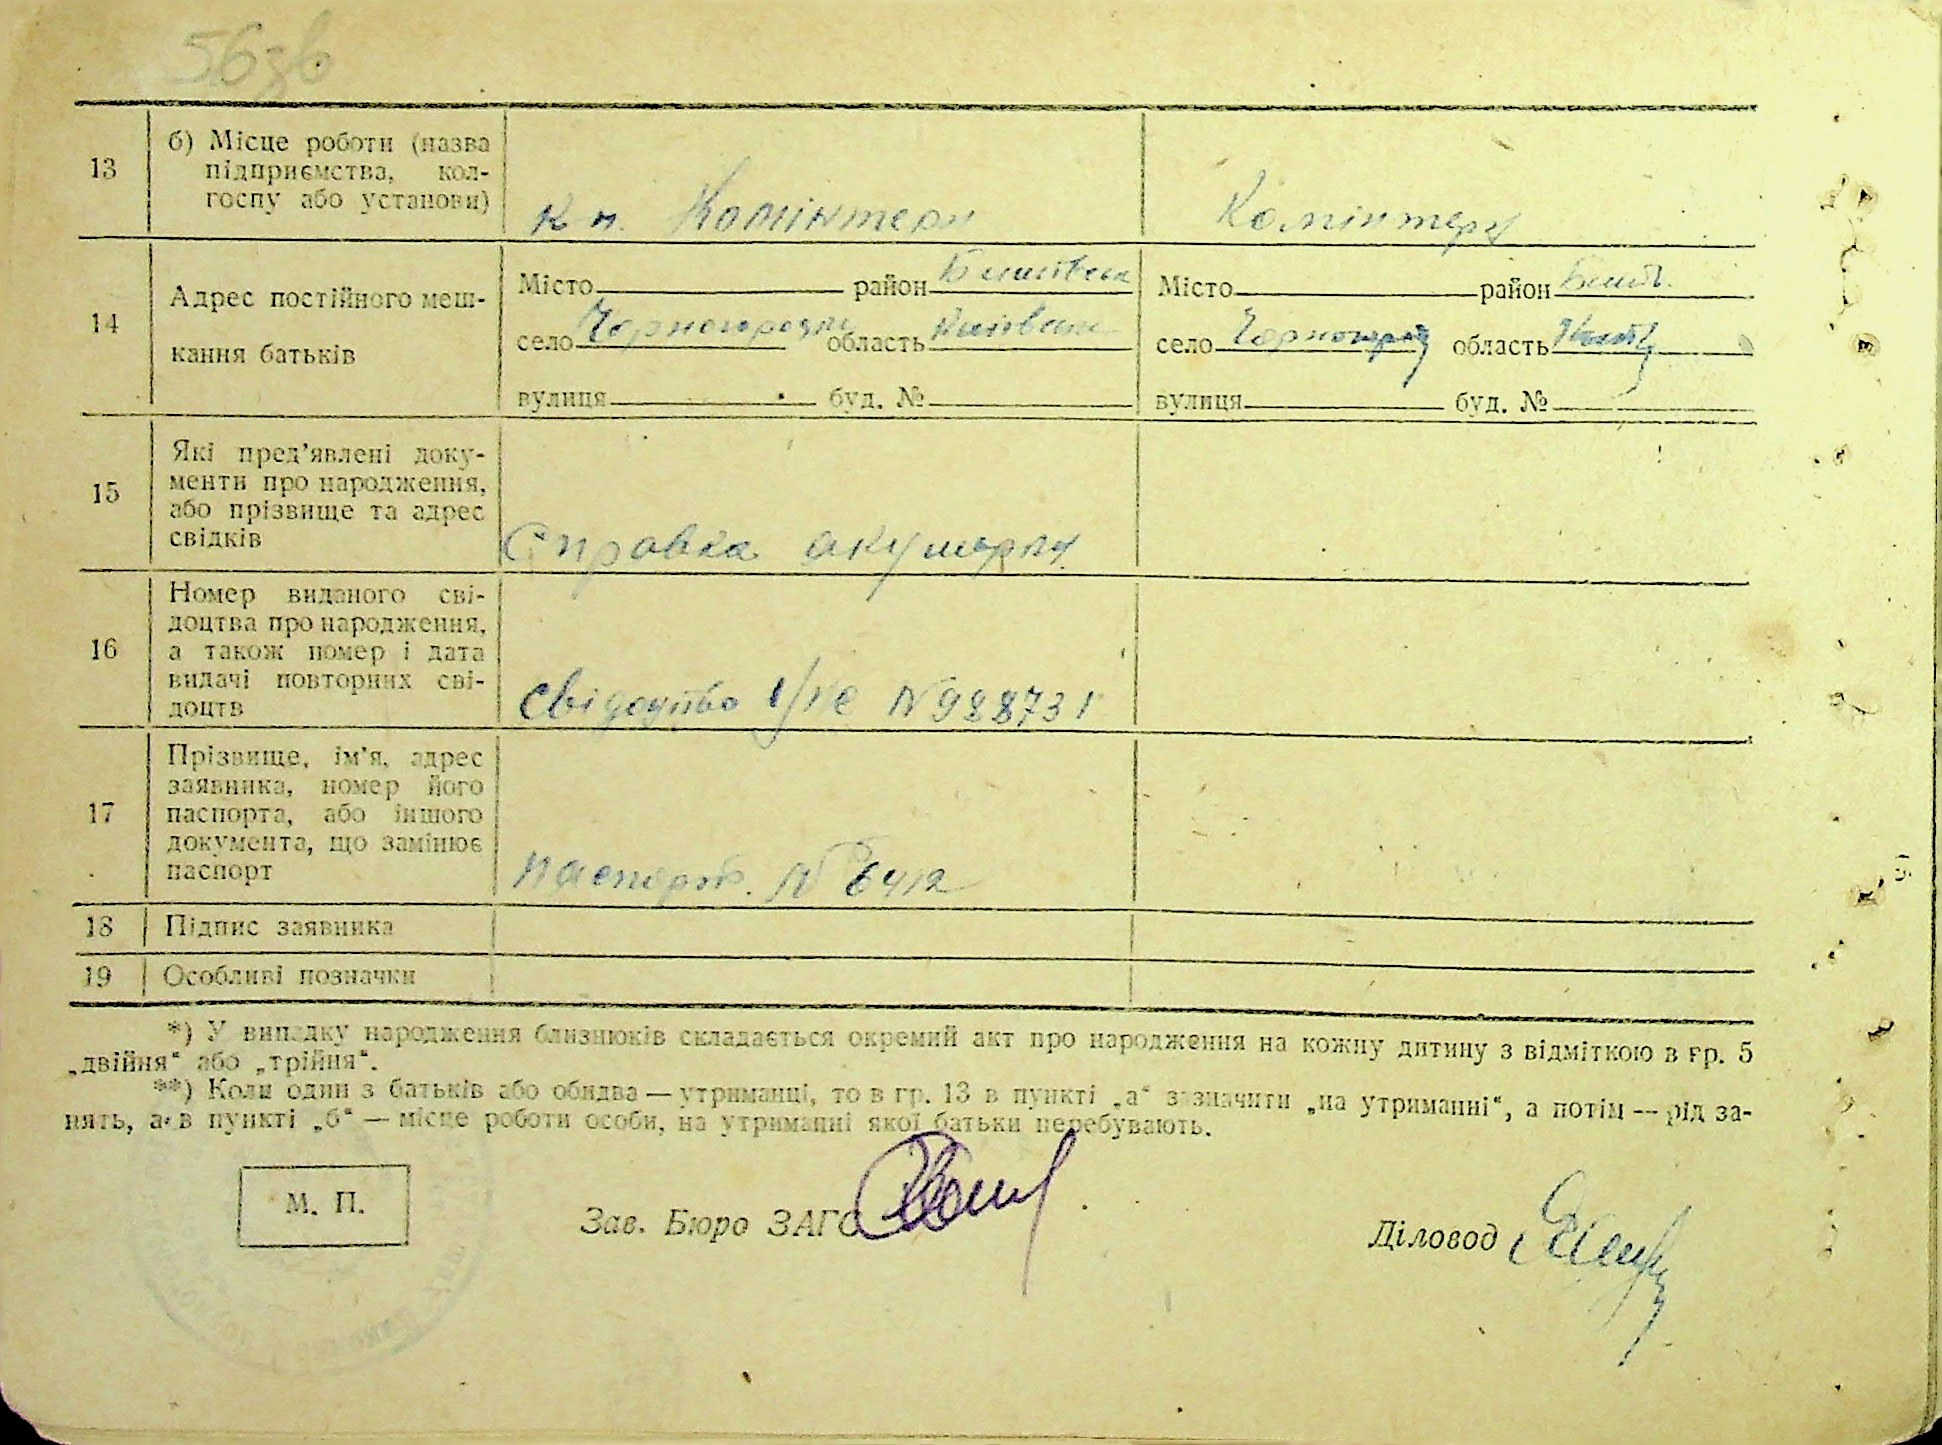 56зв
13
б) Місце роботи (назва
підприємства, кол-
госпу або установи)
к-п. Комінтерн
Комінтерн
14
Адрес постійного меш-
кання батьків
Місто район
село область Київськ
вулиця буд. №
Місто район Бишів.
село Чорногород область
вулиця буд. №
15
Які пред’явлені доку-
менти про народження,
або прізвище та адрес
свідків
Справка акушерки
16
Номер виданого сві-
доцтва про народження,
а також номер і дата
видачі повторних сві-
доцтв
Свідоцтво N 988731
17
Прізвище, ім’я, адрес
заявника, номер його
паспорта, або іншого
документа, що замінює
паспорт
паспорт. N 6412
18
Підпис заявника
19
Особливі позначки
*) У випадку народження близнюків складається окремий акт про народження на кожну дитину з відміткою в гр. 5
„двійня“ або „трійня“.
**) Коли один з батьків або обидва — утриманці, то в гр. 13 в пункті „а“ зазначити „на утриманні“, а потім — рід за-
нять, а в пункті „б“ — місце роботи особи, на утриманні якої батьки перебувають.
М. П.
Зав. Бюро ЗАГС
Діловод